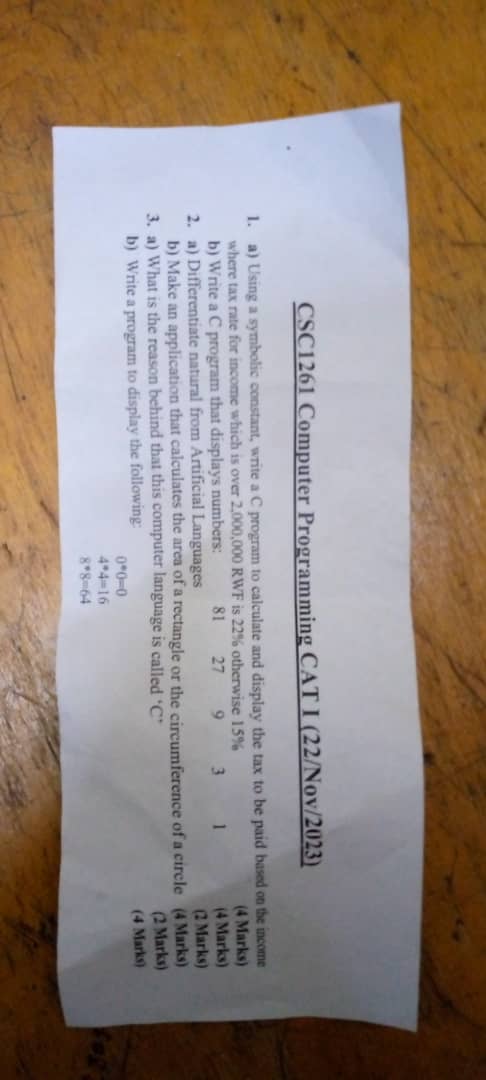 CSC1261 Computer Programming CAT I (22/Nov/2023)
1. a) Using a symbolic constant, write a C program to calculate and display the tax to be paid based on the income
where tax rate for income which is over 2,000,000 RWF is 22% otherwise 15% (4 Marks)
b) Write a C program that displays numbers: 81 27 9 3 1 (4 Marks)
2. a) Differentiate natural from Artificial Languages (2 Marks)
b) Make an application that calculates the area of a rectangle or the circumference of a circle (4 Marks)
3. a) What is the reason behind that this computer language is called 'C' (2 Marks)
b) Write a program to display the following: (4 Marks)
0*0=0
4*4=16
8*8=64